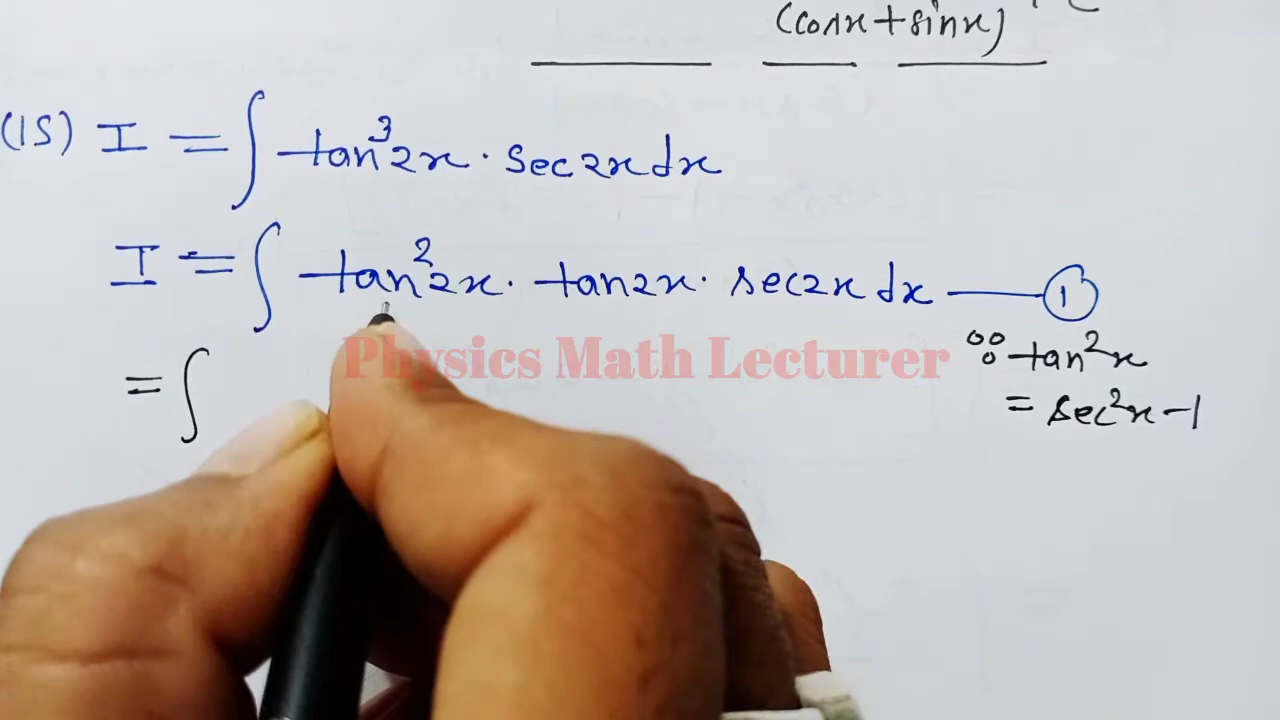 (cosx+sinx) + C
(15) I = ∫ tan³2x · sec2x dx
I = ∫ tan²2x · tan2x · sec2x dx —— ①
Physics Math Lecturer
∵ tan²x
= ∫
= sec²x-1